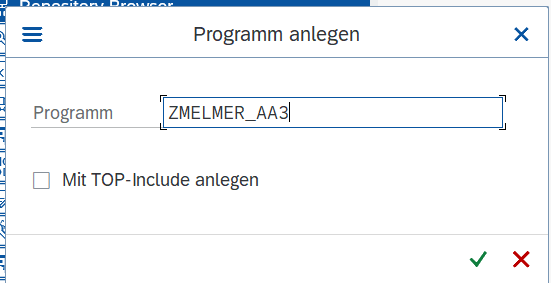 Repository Browser
Programm anlegen
Programm ZMELMER_AA3
Mit TOP-Include anlegen